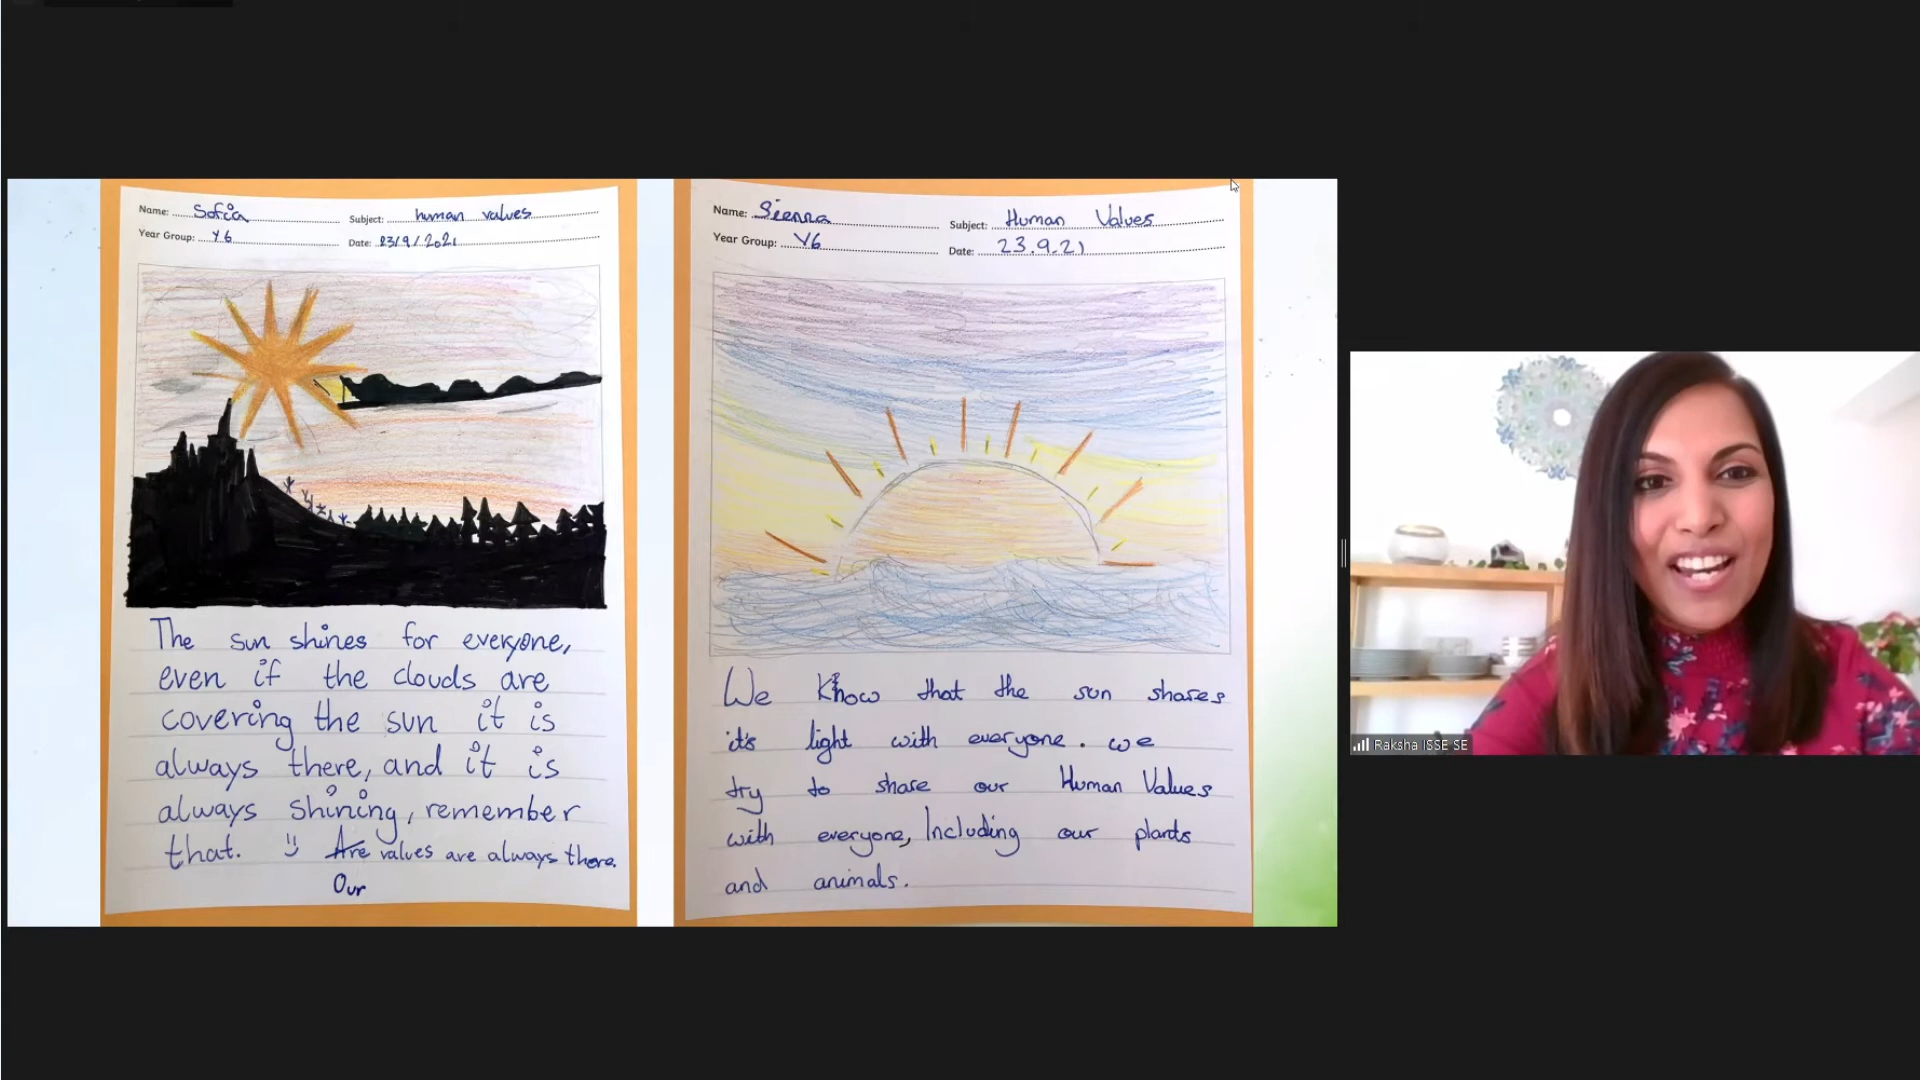 Name: Sofia
Subject: human values
Year Group: Y6
Date: 23/9/2021
The sun shines for everyone,
even if the clouds are
covering the sun it is
always there, and it is
always shining, remember
that. Are values are always there.
Our
Name: Sienna
Subject: Human Values
Year Group: Y6
Date: 23.9.21
We Know that the sun shares
it's light with everyone. we
try to share our Human Values
with everyone, Including our plants
and animals.
Raksha ISSE SE